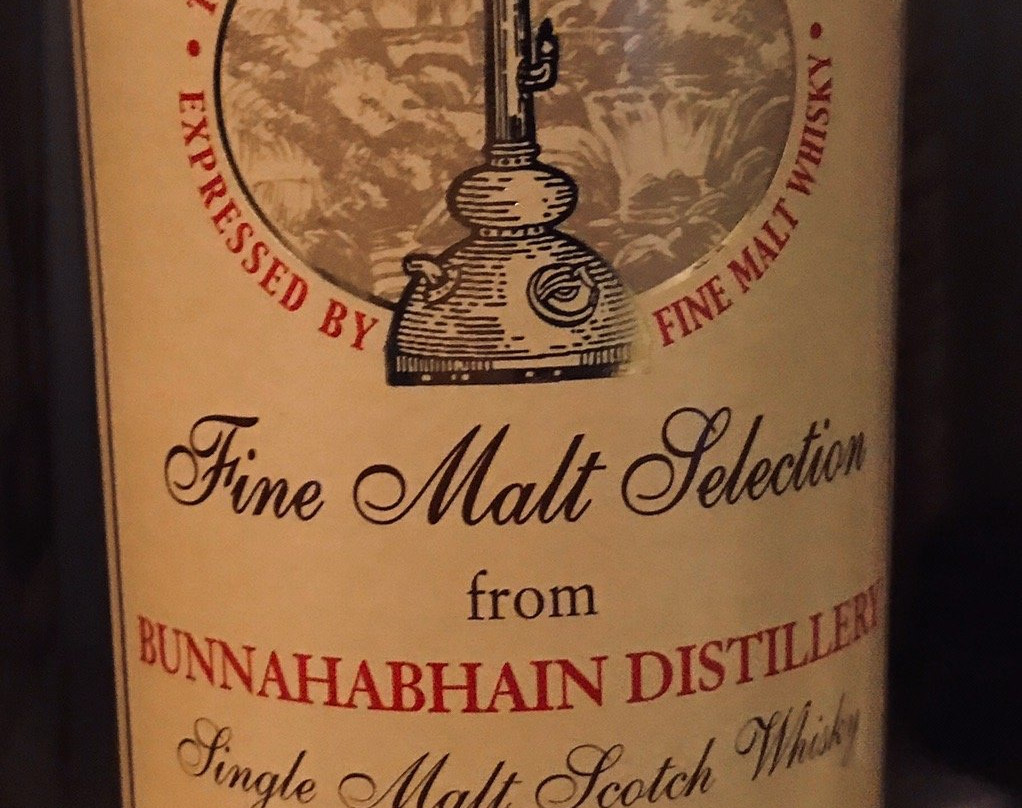 • EXPRESSED BY
FINE MALT WHISKY •
Fine Malt Selection
from
BUNNAHABHAIN DISTILLERY
Single Malt Scotch Whisky